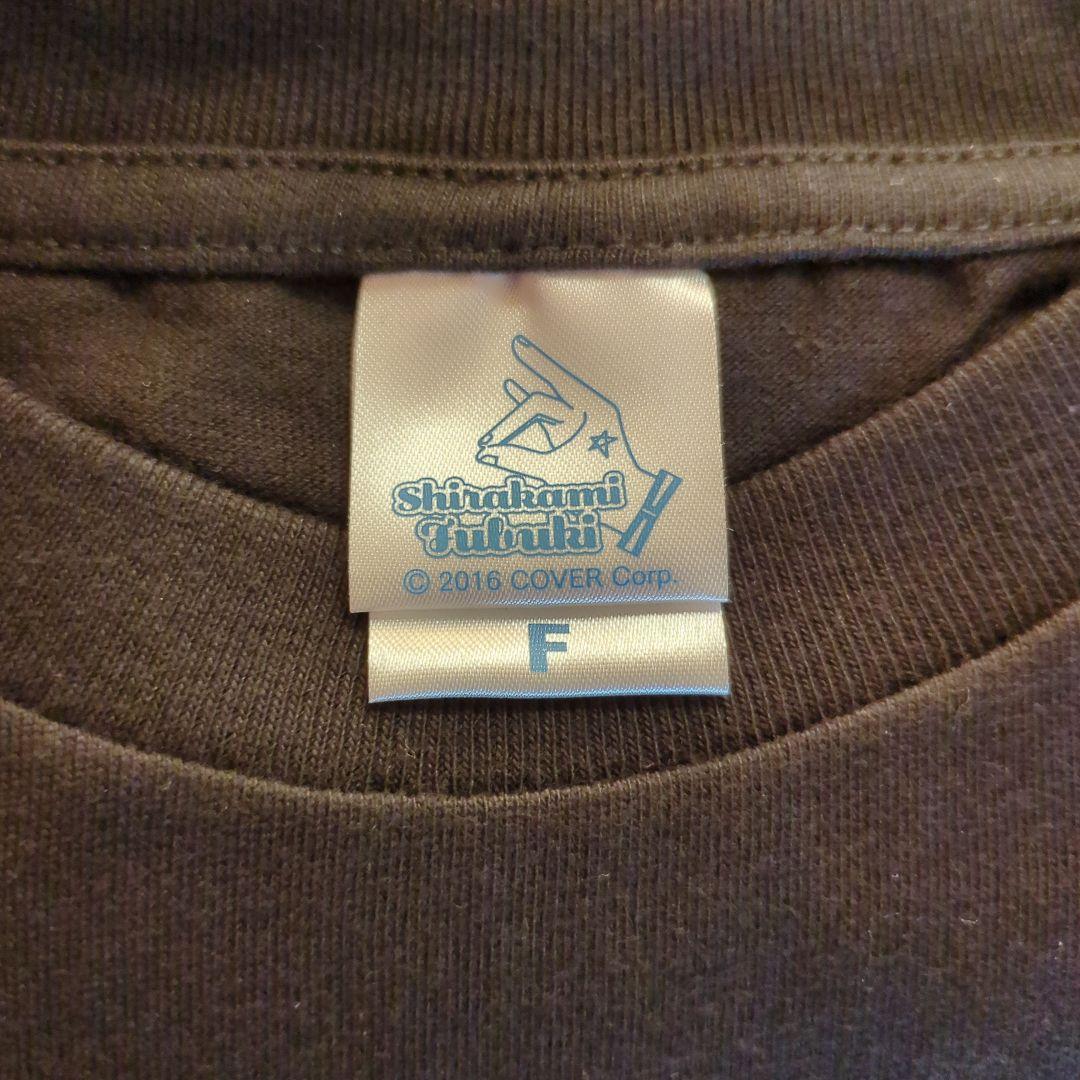 Shirakami
Fubuki
© 2016 COVER Corp.
F